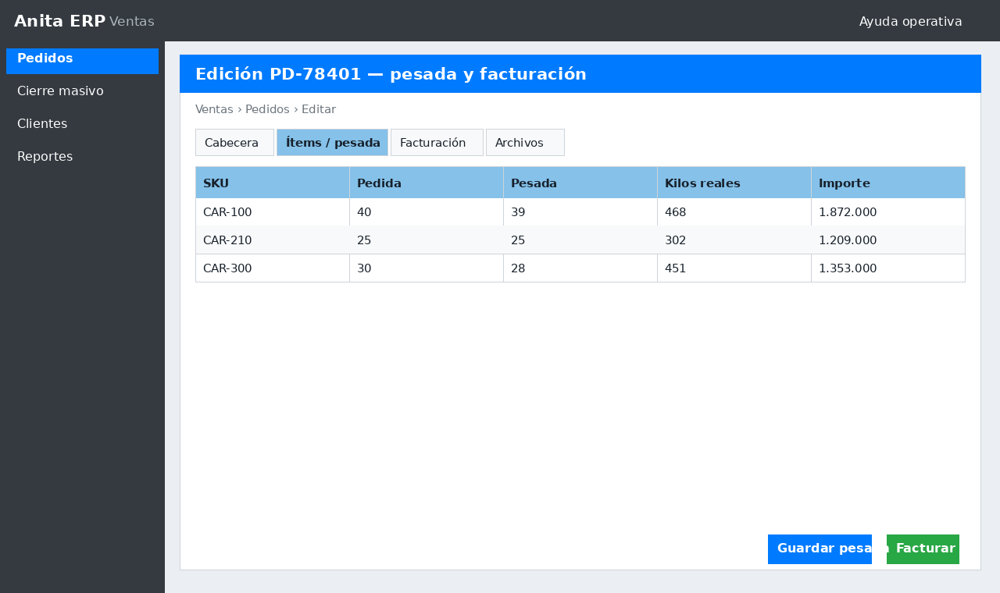 Anita ERP Ventas
Ayuda operativa
Pedidos
Cierre masivo
Clientes
Reportes
Edición PD-78401 — pesada y facturación
Ventas › Pedidos › Editar
Cabecera Ítems / pesada Facturación Archivos
SKU Pedida Pesada Kilos reales Importe
CAR-100 40 39 468 1.872.000
CAR-210 25 25 302 1.209.000
CAR-300 30 28 451 1.353.000
Guardar pesada Facturar